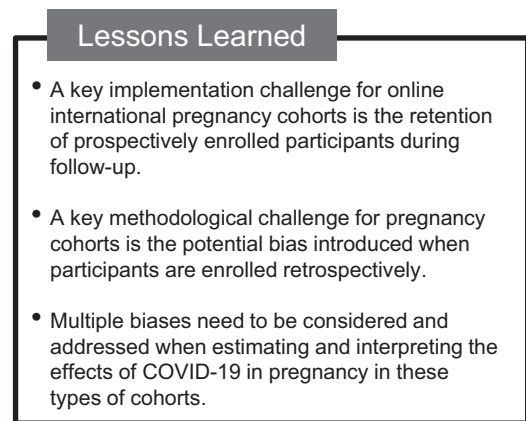 Lessons Learned
• A key implementation challenge for online
international pregnancy cohorts is the retention
of prospectively enrolled participants during
follow-up.
• A key methodological challenge for pregnancy
cohorts is the potential bias introduced when
participants are enrolled retrospectively.
• Multiple biases need to be considered and
addressed when estimating and interpreting the
effects of COVID-19 in pregnancy in these
types of cohorts.